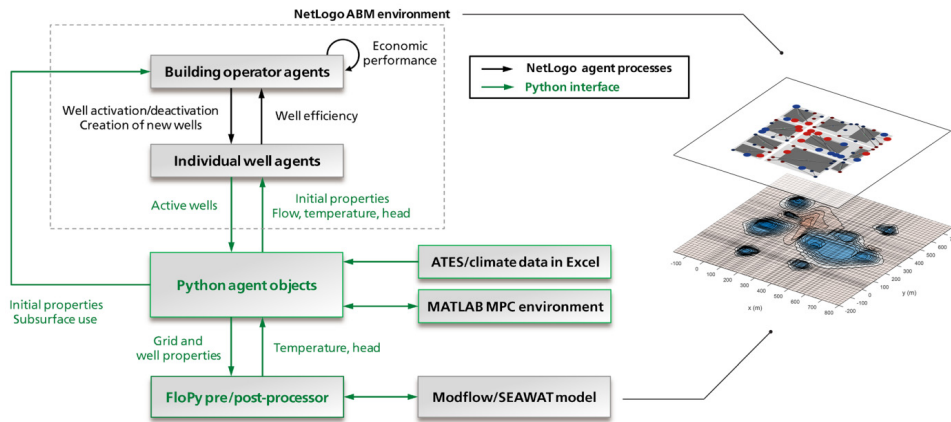 NetLogo ABM environment
Economic
performance
Building operator agents
NetLogo agent processes
Python interface
Well activation/deactivation
Creation of new wells
Well efficiency
Individual well agents
Active wells
Initial properties
Flow, temperature, head
ATES/climate data in Excel
Python agent objects
MATLAB MPC environment
Initial properties
Subsurface use
Grid and
well properties
Temperature, head
FloPy pre/post-processor
Modflow/SEAWAT model
-100
0
100
200
300
400
500
600
700
800
x (m)
-200
-100
0
100
200
300
400
500
600
y (m)